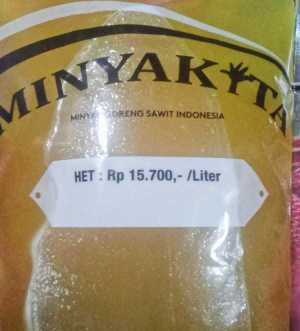 MINYAKITA
MINYAK GORENG SAWIT INDONESIA
HET : Rp 15.700,- /Liter